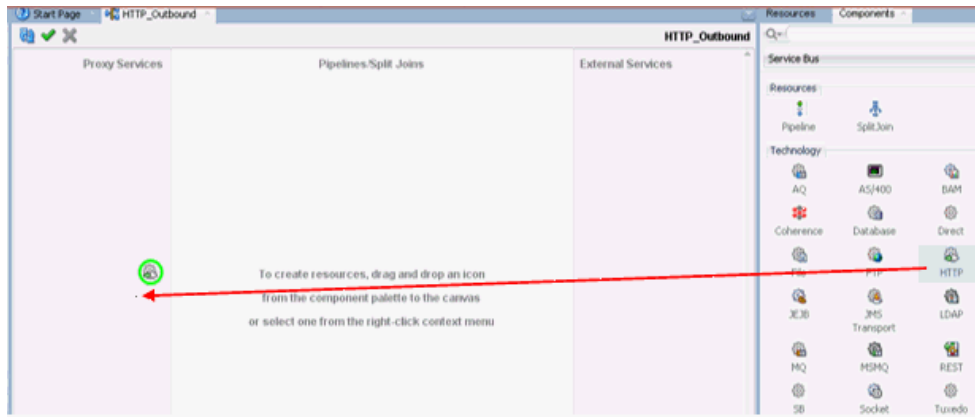 Start Page
HTTP_Outbound
Resources
Components
HTTP_Outbound
Proxy Services
Pipelines/Split Joins
External Services
Service Bus
Resources
Pipeline
SplitJoin
Technology
AQ
AS/400
BAM
Coherence
Database
Direct
File
FTP
HTTP
To create resources, drag and drop an icon
from the component palette to the canvas
or select one from the right-click context menu
JEJB
JMS
Transport
LDAP
MQ
MSMQ
REST
SB
Socket
Tuxedo